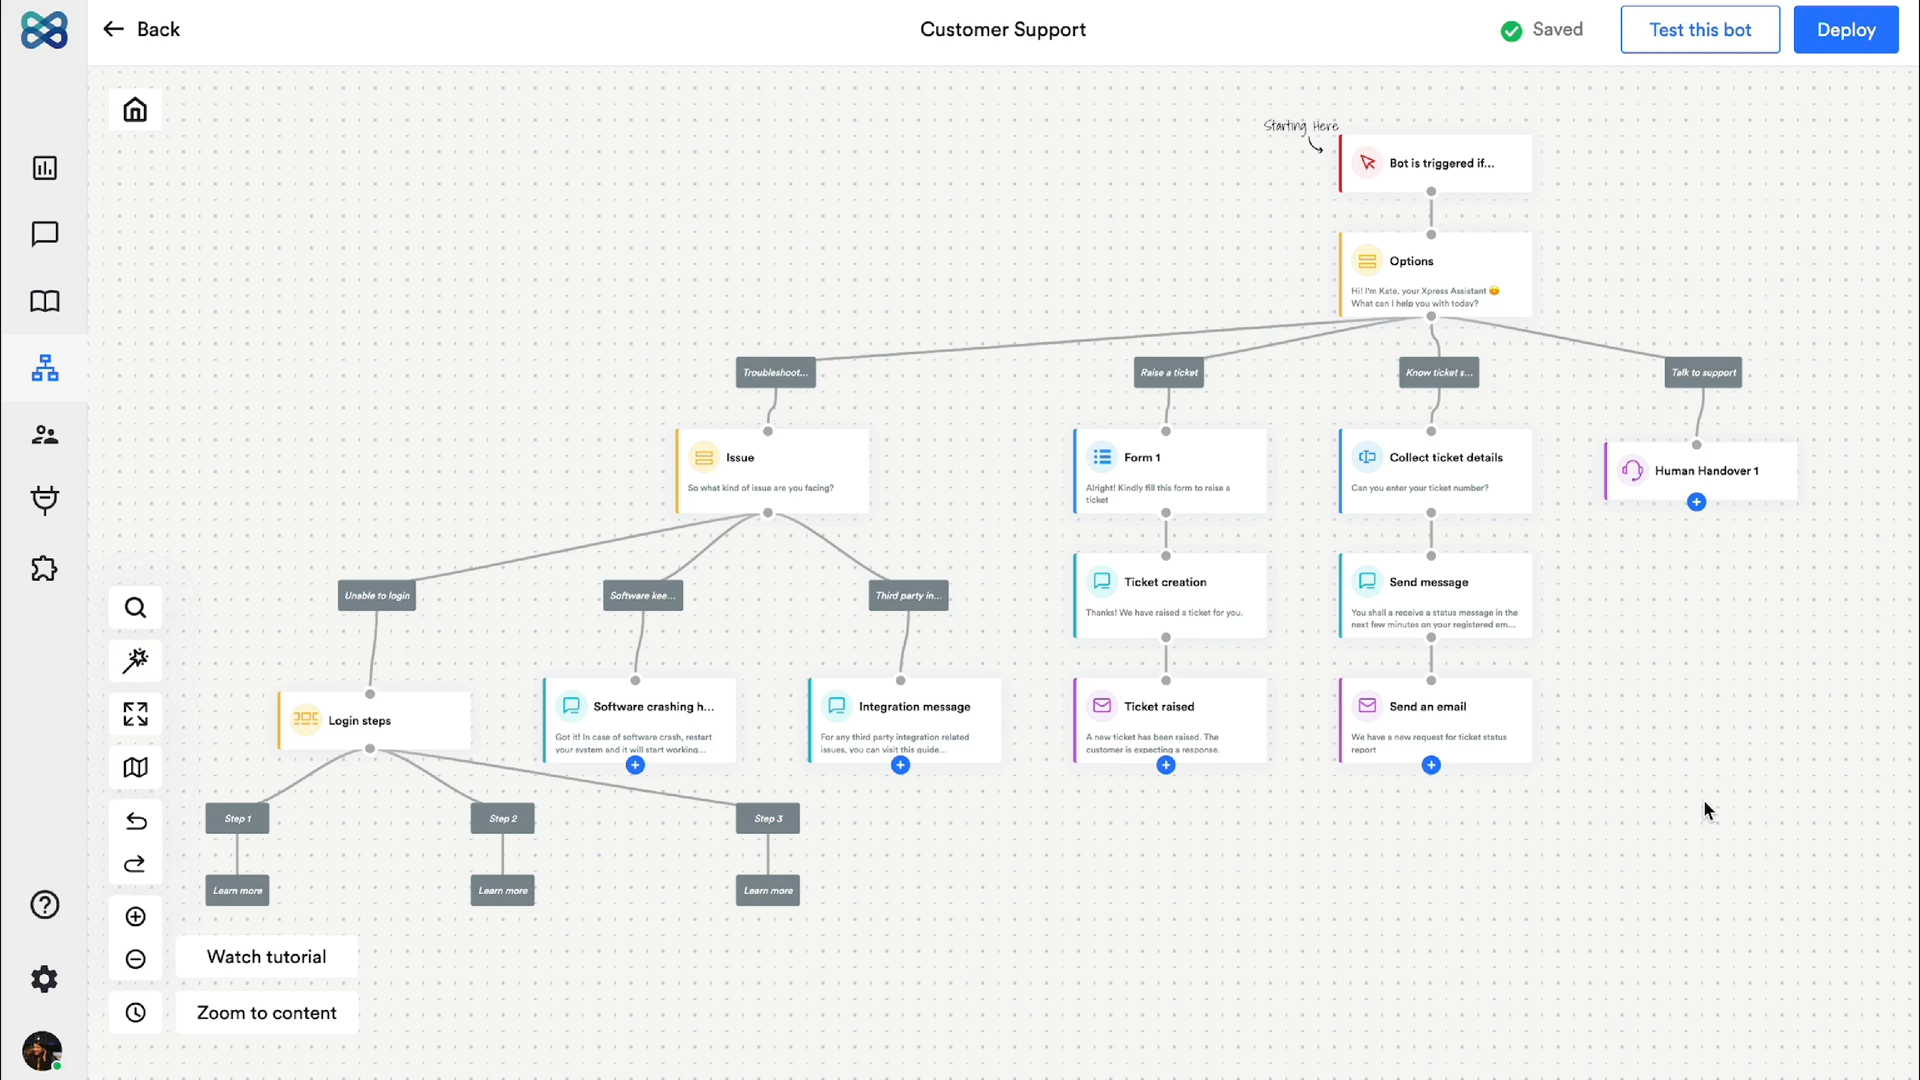 Back
Customer Support
Saved
Test this bot
Deploy
Starting Here
Bot is triggered if...
Options
Hi! I'm Kate, your Xpress Assistant 😊
What can I help you with today?
Troubleshoot...
Raise a ticket
Know ticket s...
Talk to support
Issue
So what kind of issue are you facing?
Form 1
Alright! Kindly fill this form to raise a
ticket
Collect ticket details
Can you enter your ticket number?
Human Handover 1
Unable to login
Software kee...
Third party in...
Ticket creation
Thanks! We have raised a ticket for you.
Send message
You shall a receive a status message in the
next few minutes on your registered em...
Login steps
Software crashing h...
Got it! In case of software crash, restart
your system and it will start working...
Integration message
For any third party integration related
issues, you can visit this guide...
Ticket raised
A new ticket has been raised. The
customer is expecting a response.
Send an email
We have a new request for ticket status
report
Step 1
Step 2
Step 3
Learn more
Learn more
Learn more
Watch tutorial
Zoom to content